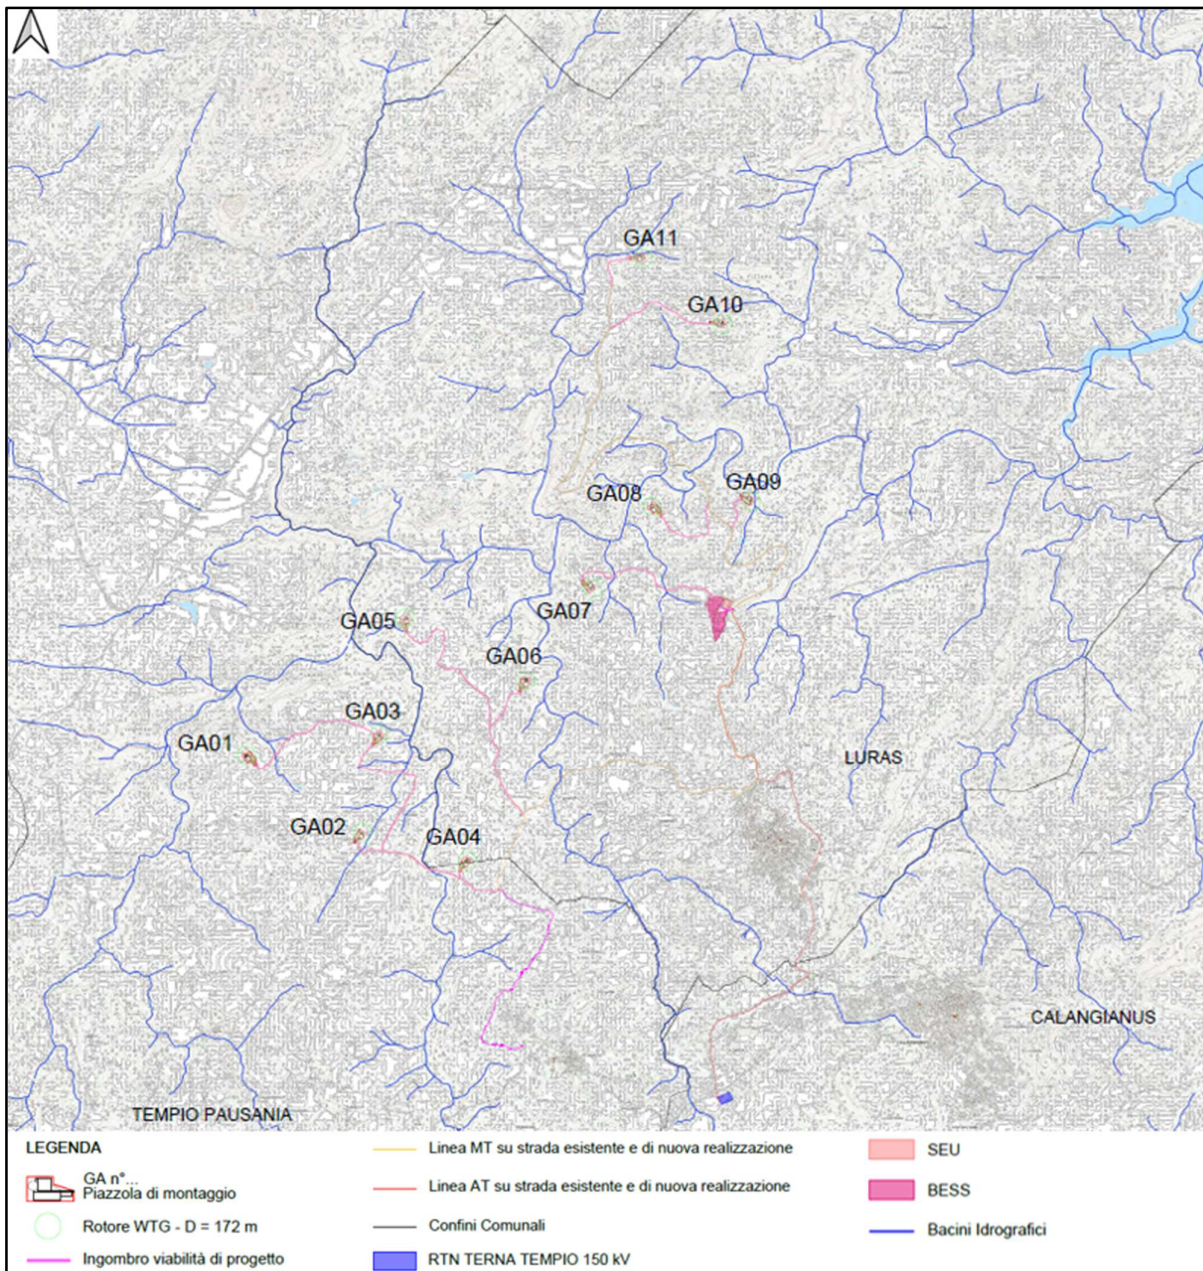 GA11
GA10
GA09
GA08
GA07
GA05
GA06
GA03
GA01
LURAS
GA02
GA04
CALANGIANUS
TEMPIO PAUSANIA
LEGENDA
GA n°...
Piazzola di montaggio
Rotore WTG - D = 172 m
Ingombro viabilità di progetto
Linea MT su strada esistente e di nuova realizzazione
Linea AT su strada esistente e di nuova realizzazione
Confini Comunali
RTN TERNA TEMPIO 150 kV
SEU
BESS
Bacini Idrografici